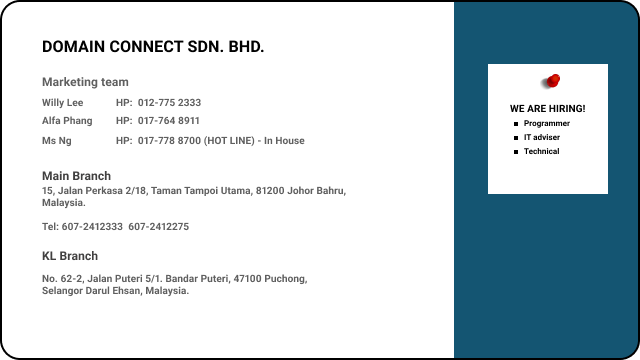 DOMAIN CONNECT SDN. BHD.
Marketing team
Willy Lee HP: 012-775 2333
Alfa Phang HP: 017-764 8911
Ms Ng HP: 017-778 8700 (HOT LINE) - In House
Main Branch
15, Jalan Perkasa 2/18, Taman Tampoi Utama, 81200 Johor Bahru,
Malaysia.
Tel: 607-2412333 607-2412275
KL Branch
No. 62-2, Jalan Puteri 5/1. Bandar Puteri, 47100 Puchong,
Selangor Darul Ehsan, Malaysia.
WE ARE HIRING!
Programmer
IT adviser
Technical